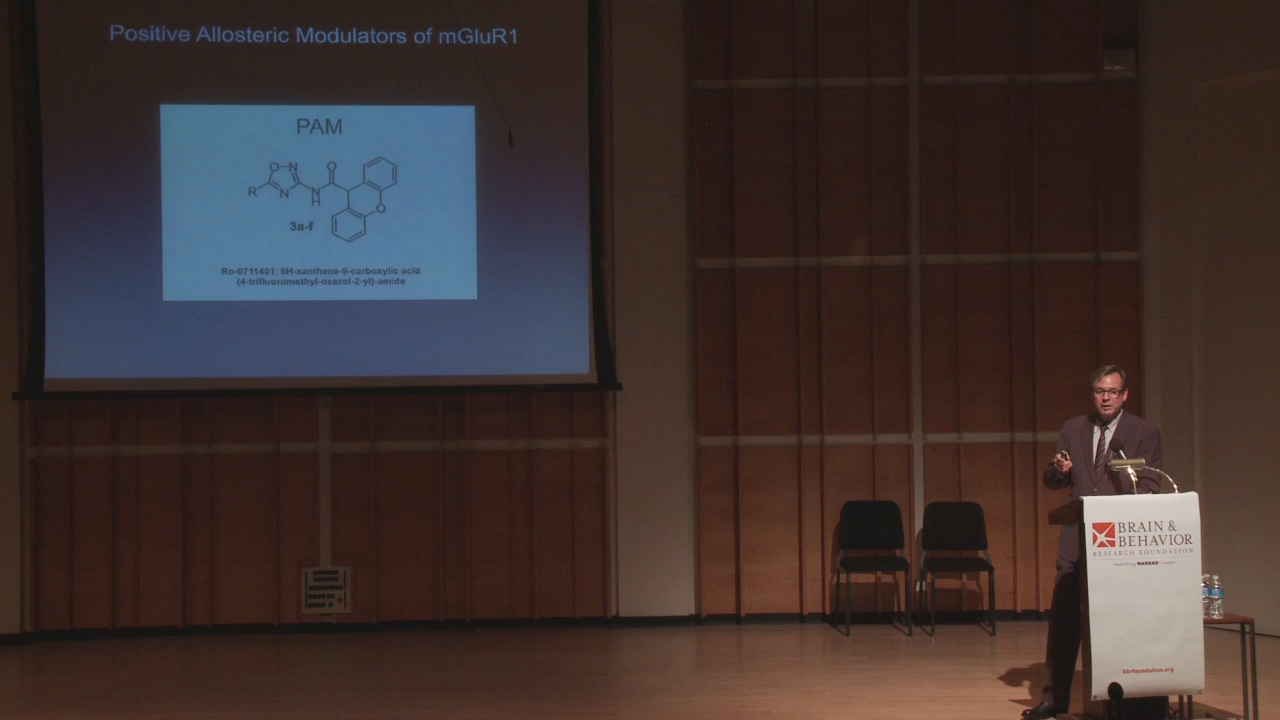 Positive Allosteric Modulators of mGluR1
PAM
O N
O
R
N
N
H
O
3a-f
Ro-0711401: 9H-xanthene-9-carboxylic acid
(4-trifluoromethyl-oxazol-2-yl)-amide
BRAIN &
BEHAVIOR
RESEARCH FOUNDATION
NARSAD
bbrfoundation.org